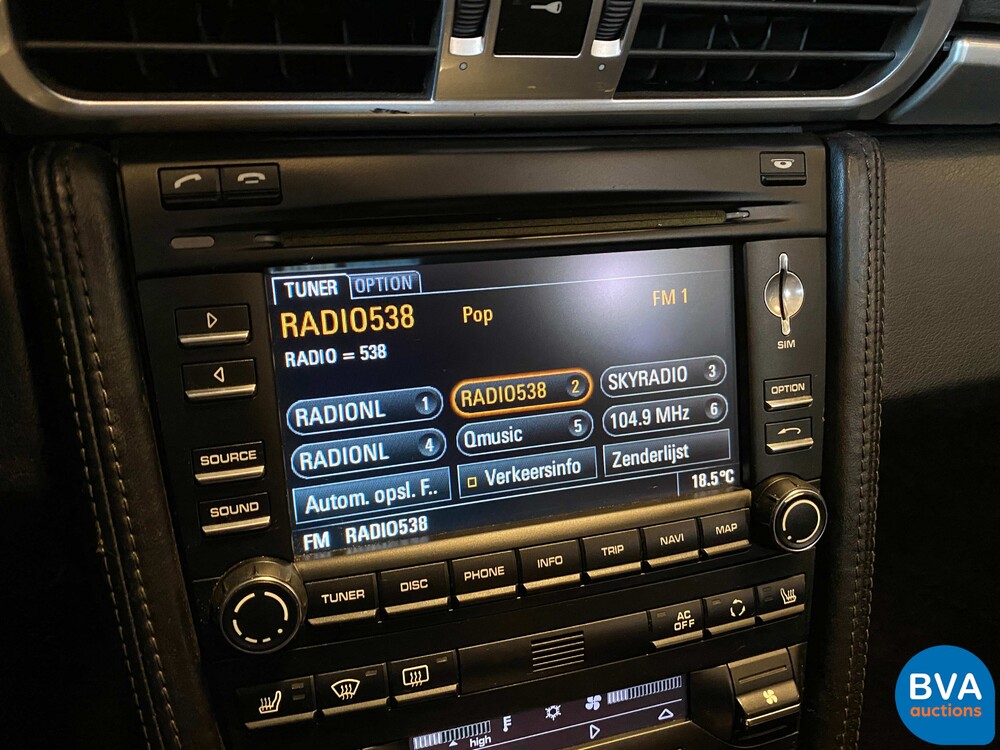 TUNER OPTION
RADIO538 Pop FM 1
RADIO = 538
RADIONL 1 RADIO538 2 SKYRADIO 3
RADIONL 4 Qmusic 5 104.9 MHz 6
Autom. opsl. F.. Verkeersinfo Zenderlijst
FM RADIO538 18.5°C
SIM
OPTION
SOURCE
SOUND
TUNER DISC PHONE INFO TRIP NAVI MAP
AC
OFF
high F
BVA
auctions